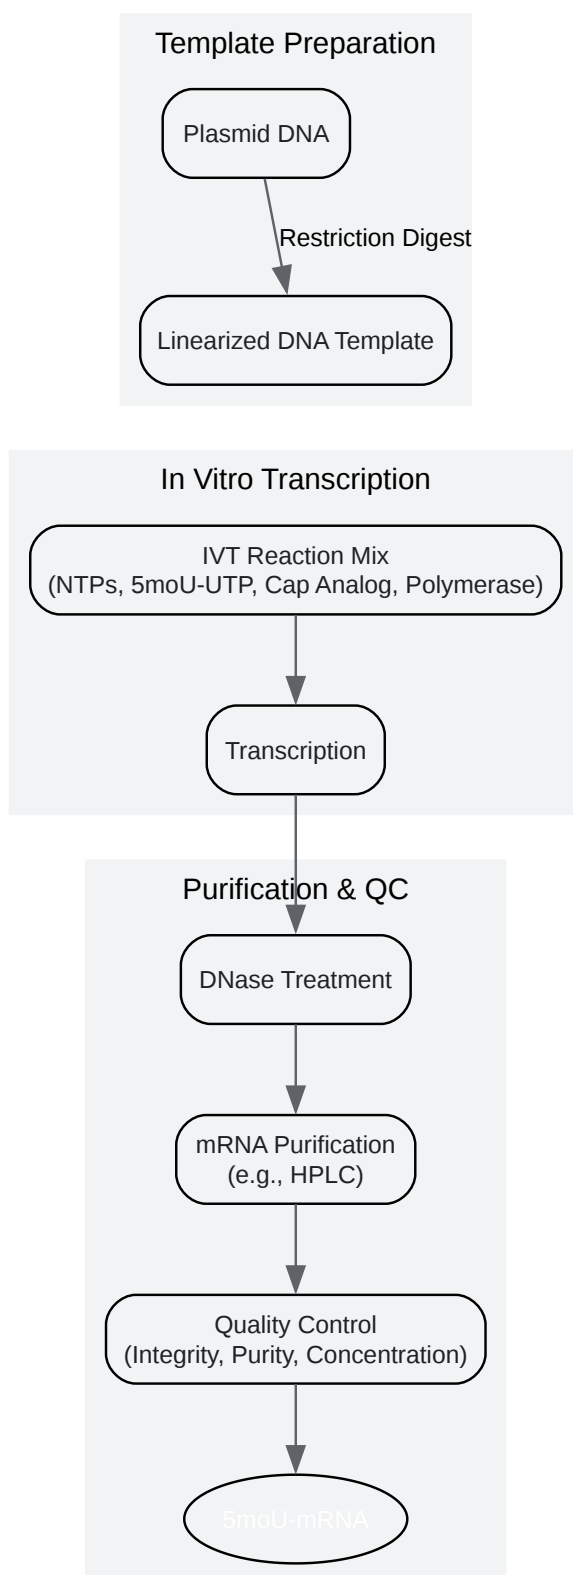 Template Preparation
Plasmid DNA
Restriction Digest
Linearized DNA Template
In Vitro Transcription
IVT Reaction Mix
(NTPs, 5moU-UTP, Cap Analog, Polymerase)
Transcription
Purification & QC
DNase Treatment
mRNA Purification
(e.g., HPLC)
Quality Control
(Integrity, Purity, Concentration)
5moU-mRNA